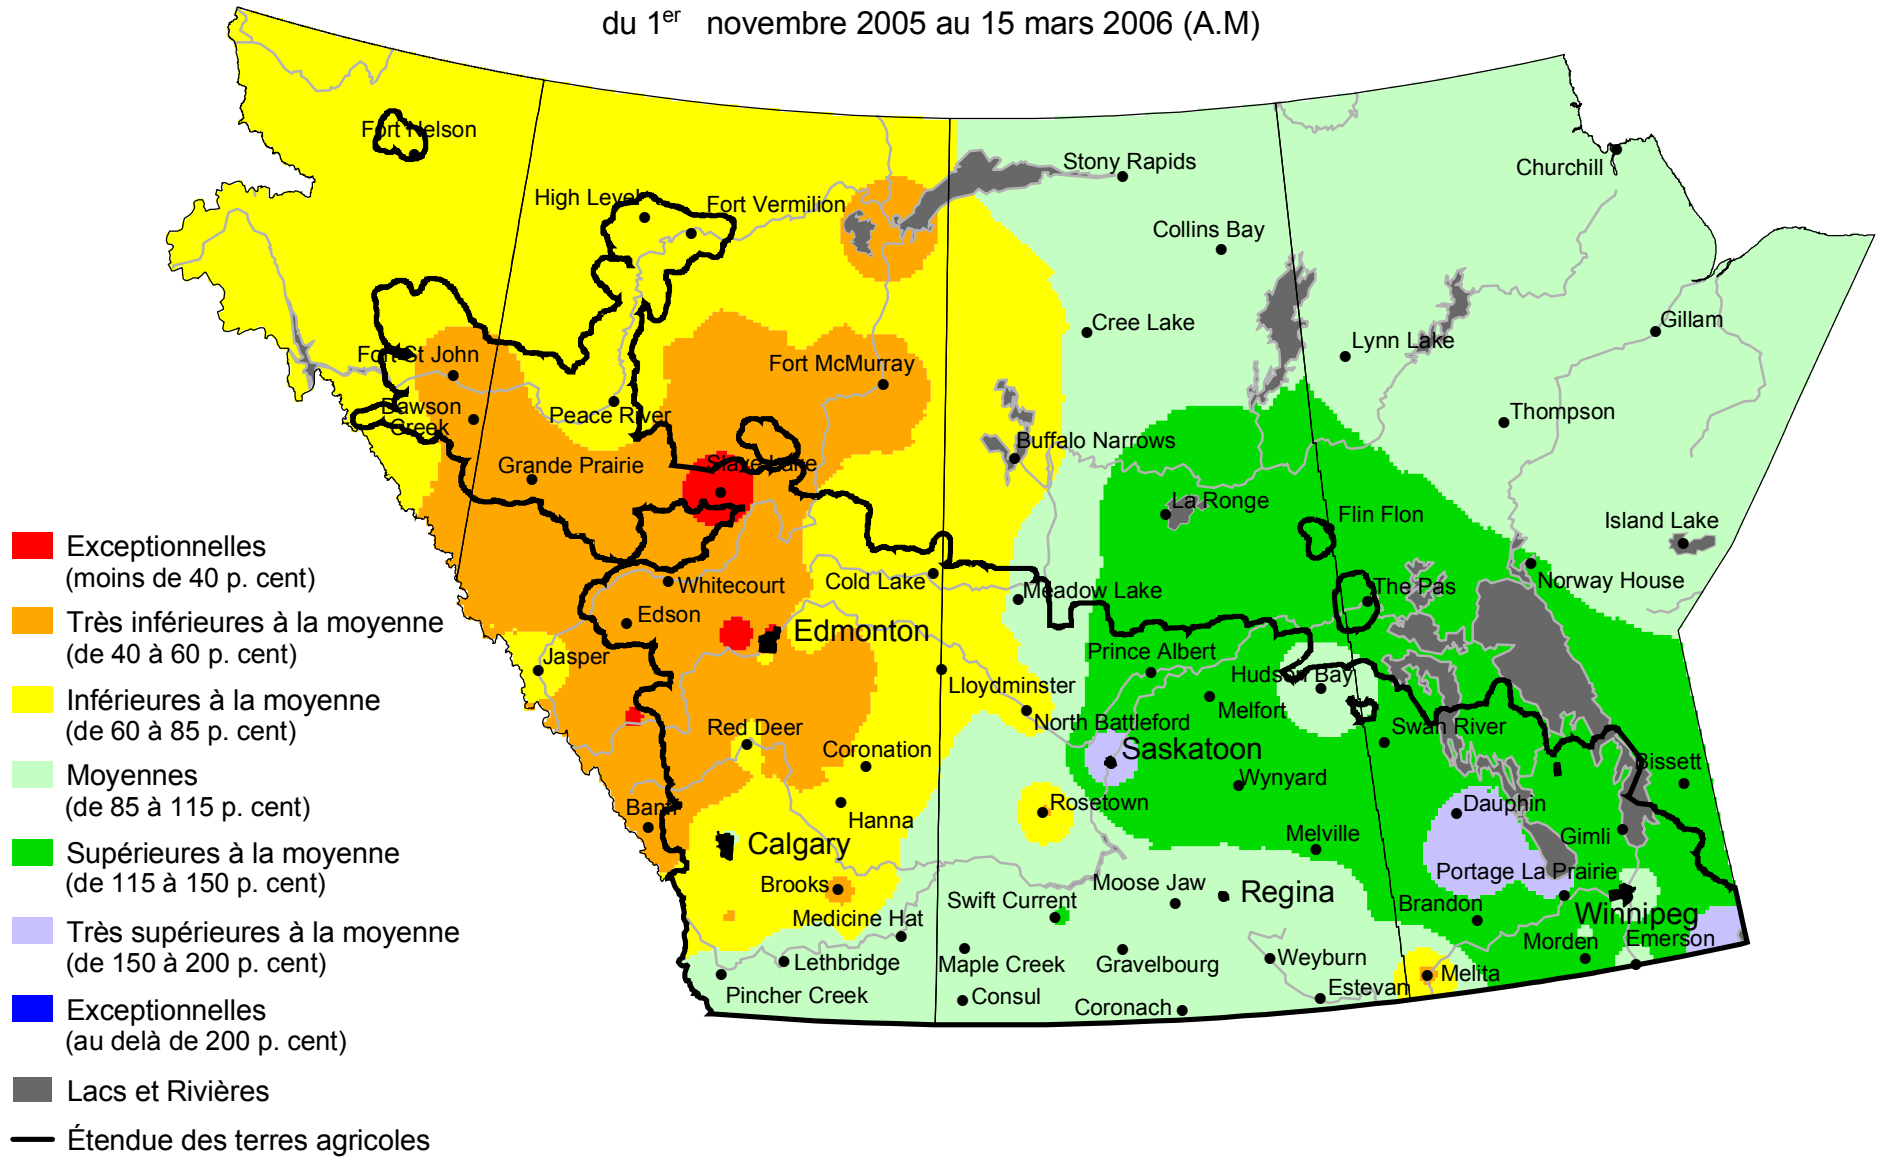 du 1er novembre 2005 au 15 mars 2006 (A.M)
Fort Nelson
Churchill
Stony Rapids
High Level
Fort Vermilion
Collins Bay
Cree Lake
Gillam
Lynn Lake
Fort St John
Fort McMurray
Dawson
Creek
Peace River
Thompson
Buffalo Narrows
Grande Prairie
Slave Lake
La Ronge
Flin Flon
Island Lake
Whitecourt
Cold Lake
Meadow Lake
The Pas
Norway House
Edson
Edmonton
Jasper
Prince Albert
Hudson Bay
Lloydminster
Melfort
North Battleford
Swan River
Red Deer
Coronation
Saskatoon
Wynyard
Bissett
Banff
Hanna
Rosetown
Dauphin
Calgary
Melville
Gimli
Brooks
Moose Jaw
Regina
Portage La Prairie
Medicine Hat
Swift Current
Brandon
Winnipeg
Lethbridge
Maple Creek
Gravelbourg
Weyburn
Morden
Emerson
Melita
Pincher Creek
Consul
Coronach
Estevan
Exceptionnelles
(moins de 40 p. cent)
Très inférieures à la moyenne
(de 40 à 60 p. cent)
Inférieures à la moyenne
(de 60 à 85 p. cent)
Moyennes
(de 85 à 115 p. cent)
Supérieures à la moyenne
(de 115 à 150 p. cent)
Très supérieures à la moyenne
(de 150 à 200 p. cent)
Exceptionnelles
(au delà de 200 p. cent)
Lacs et Rivières
Étendue des terres agricoles